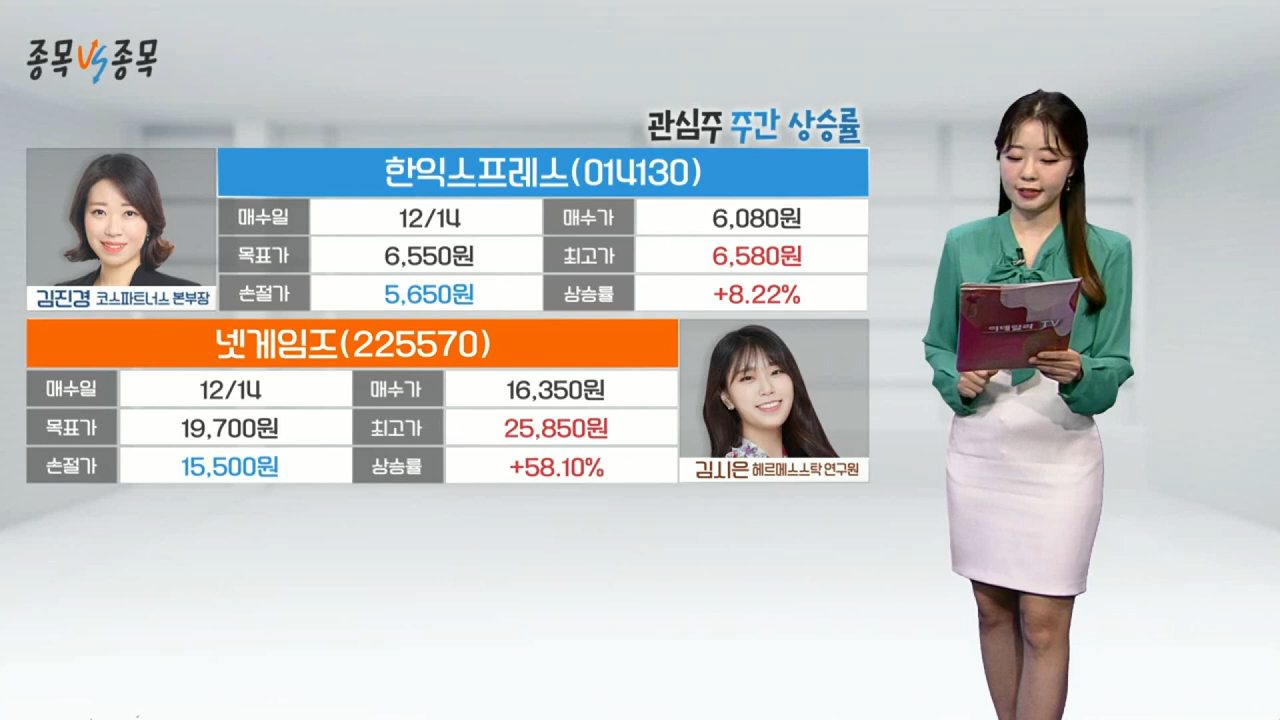 종목 VS 종목
관심주 주간 상승률
한익스프레스(014130)
매수일 12/14 매수가 6,080원
목표가 6,550원 최고가 6,580원
손절가 5,650원 상승률 +8.22%
김진경 코스파트너스 본부장
넷게임즈(225570)
매수일 12/14 매수가 16,350원
목표가 19,700원 최고가 25,850원
손절가 15,500원 상승률 +58.10%
김시은 헤르메스스탁 연구원
이데일리 TV